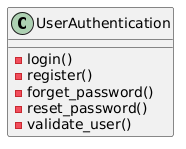 C UserAuthentication
login()
register()
forget_password()
reset_password()
validate_user()